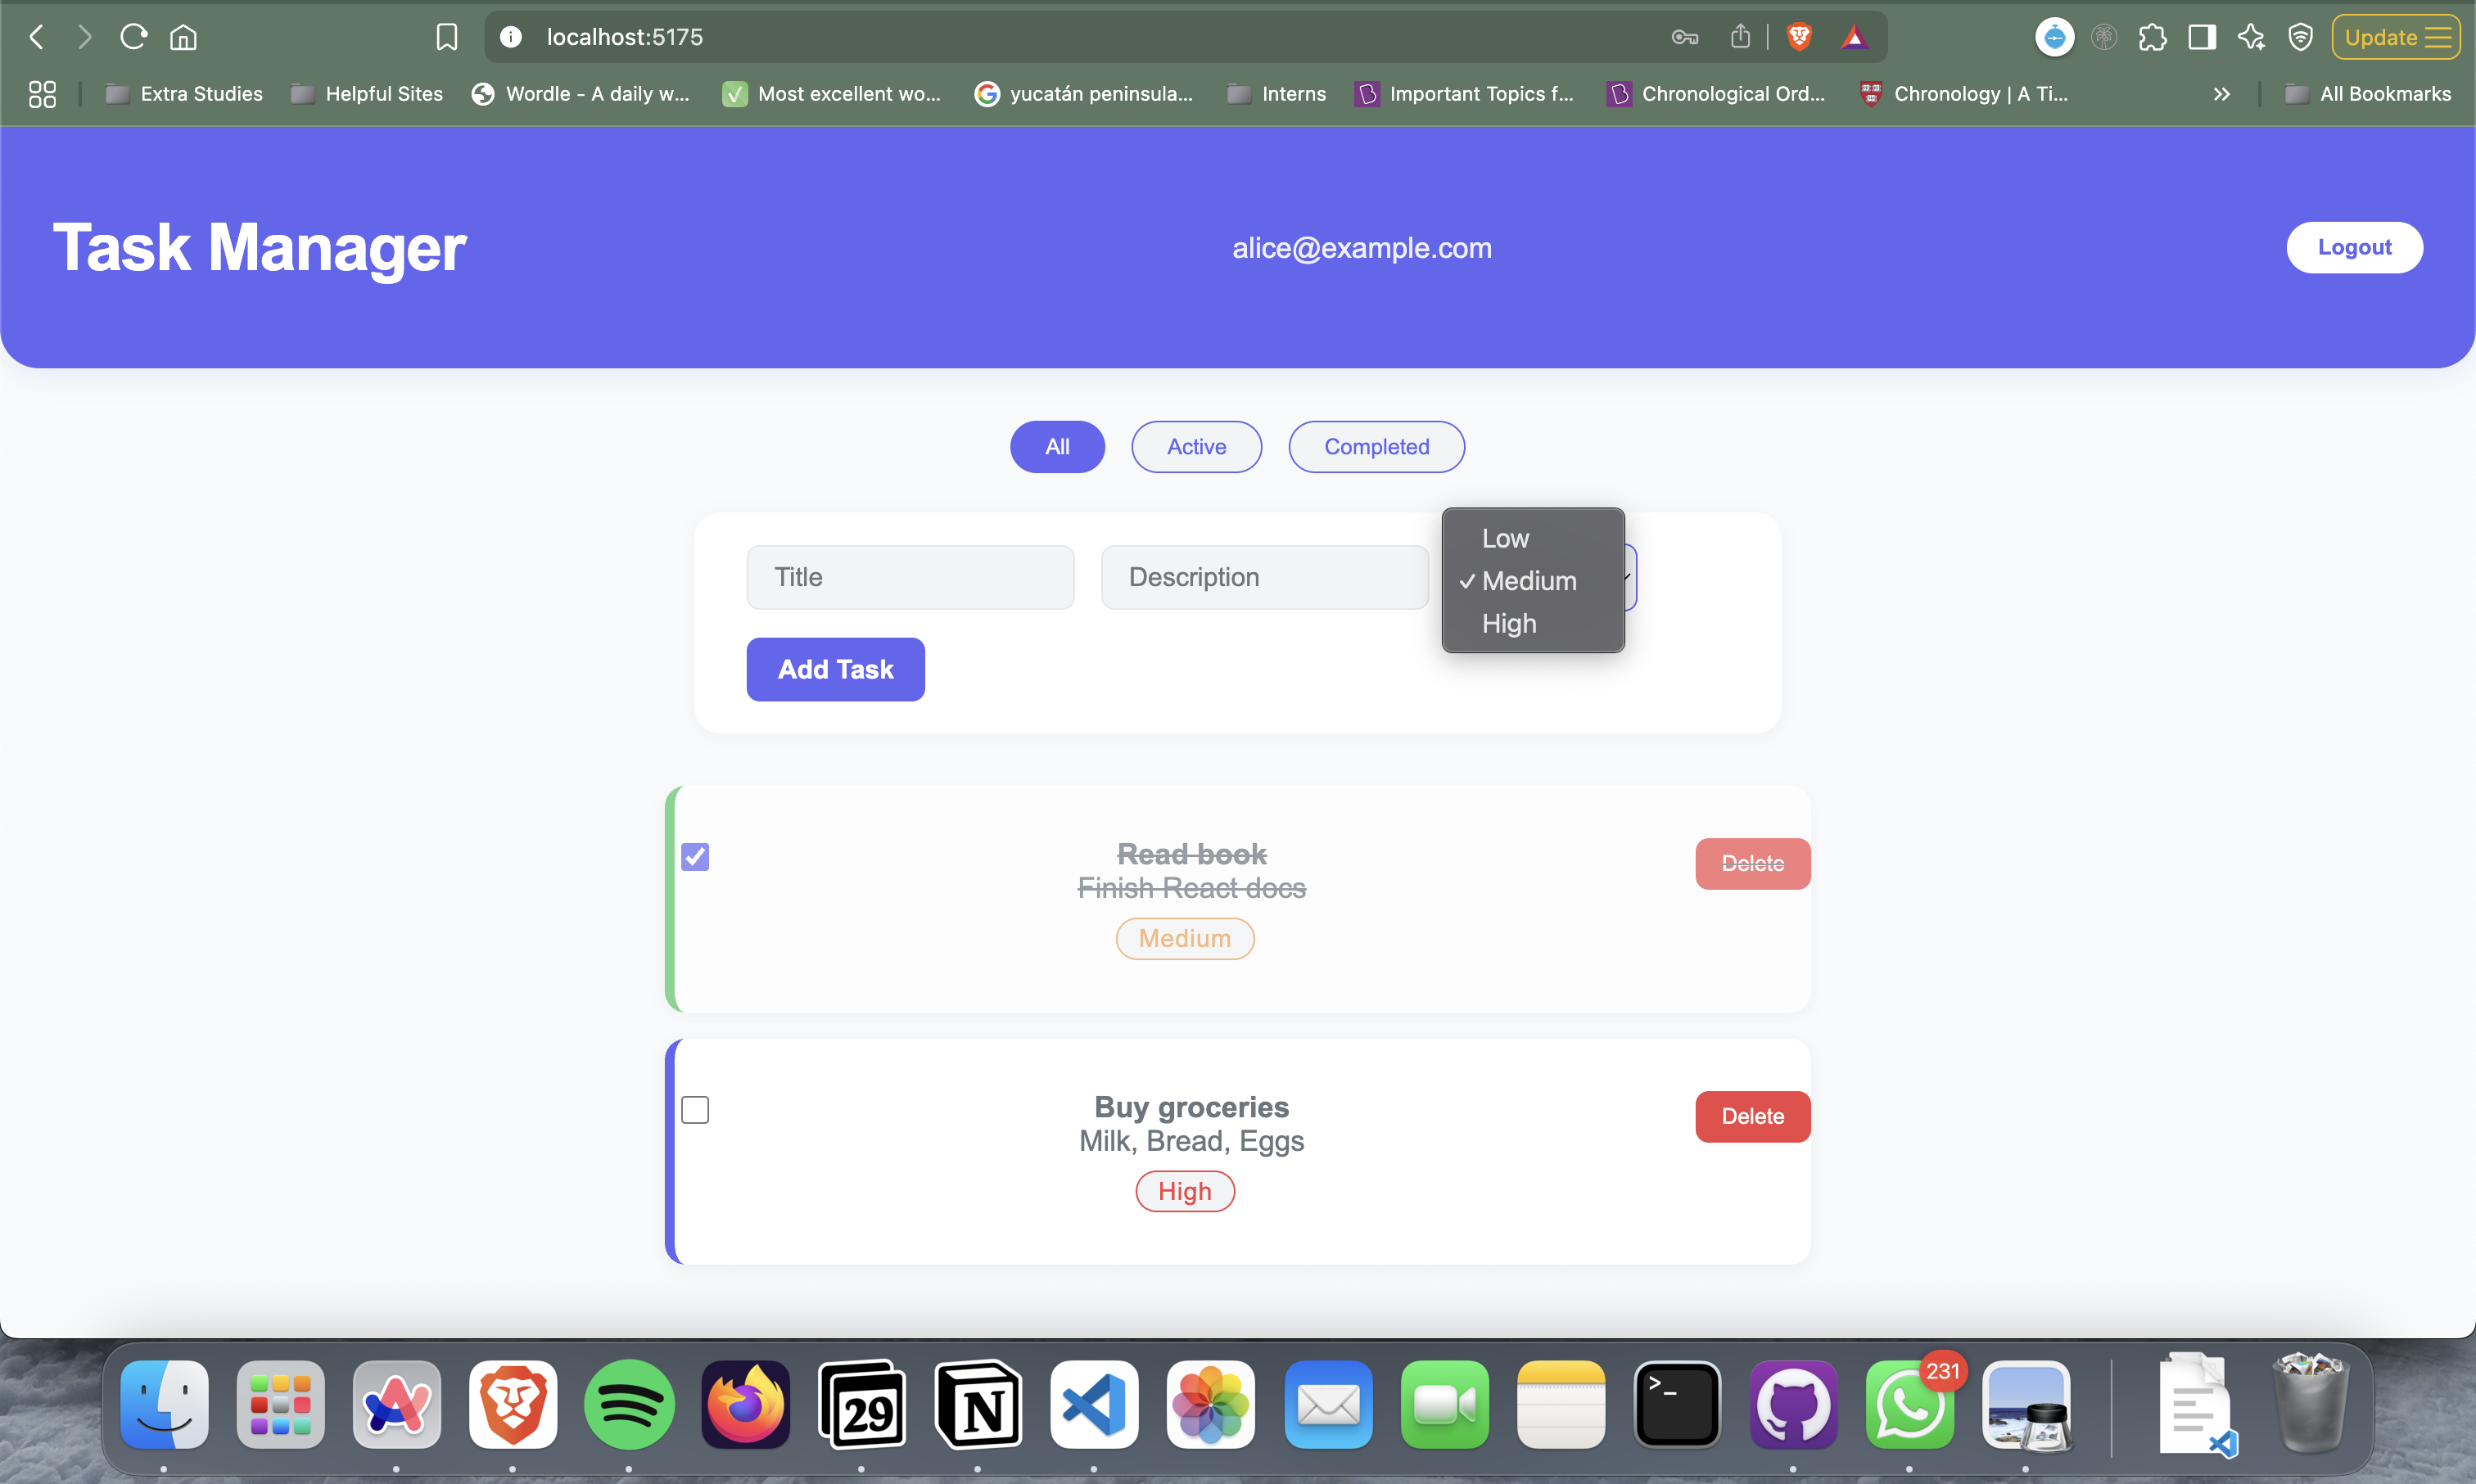 localhost:5175
Update
Extra Studies
Helpful Sites
Wordle - A daily w...
Most excellent wo...
yucatán peninsula...
Interns
Important Topics f...
Chronological Ord...
Chronology | A Ti...
All Bookmarks
Task Manager
alice@example.com
Logout
All
Active
Completed
Title
Description
Low
Medium
High
Add Task
Read book
Finish React docs
Medium
Delete
Buy groceries
Milk, Bread, Eggs
High
Delete
29
N
>_
231